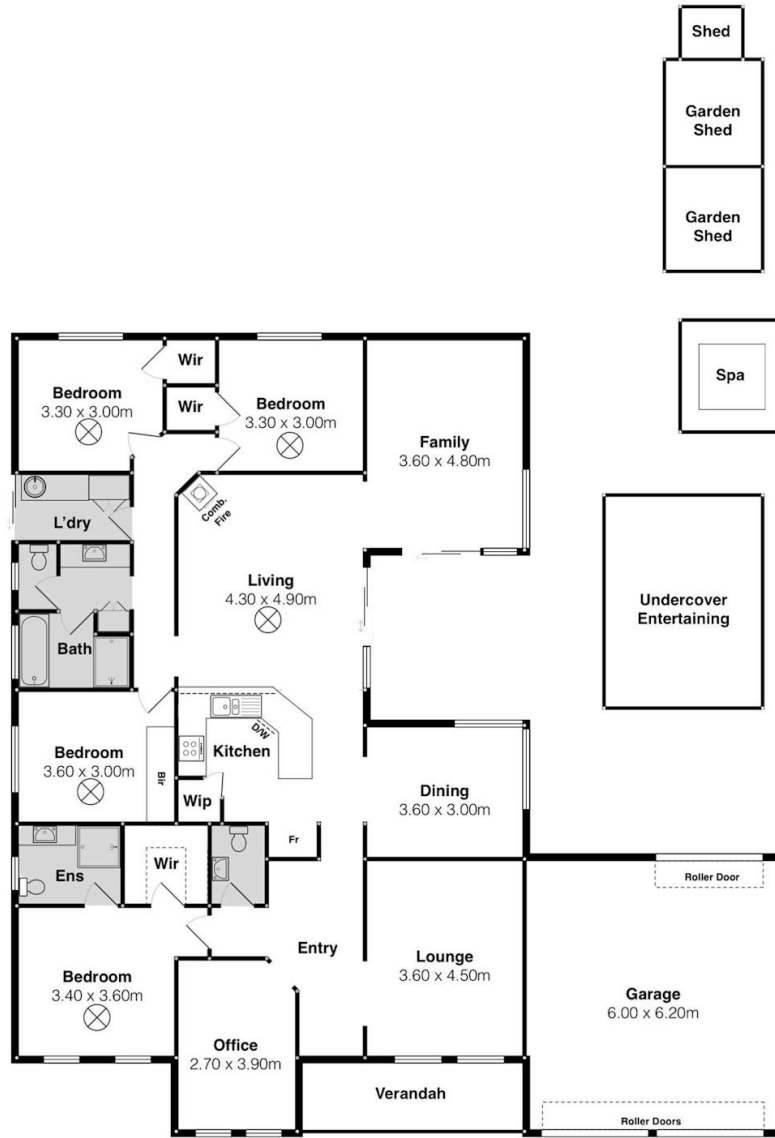 Shed
Garden
Shed
Garden
Shed
Spa
Wir
Bedroom
3.30 x 3.00m
Wir
Bedroom
3.30 x 3.00m
Family
3.60 x 4.80m
Comb.
Fire
L'dry
Living
4.30 x 4.90m
Undercover
Entertaining
Bath
D/W
Kitchen
Bedroom
3.60 x 3.00m
Bir
Wip
Dining
3.60 x 3.00m
Fr
Ens
Wir
Roller Door
Entry
Lounge
3.60 x 4.50m
Bedroom
3.40 x 3.60m
Garage
6.00 x 6.20m
Office
2.70 x 3.90m
Verandah
Roller Doors